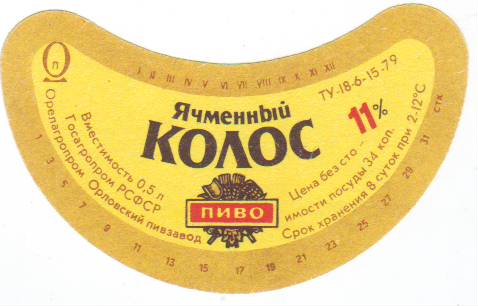 I II III IV V VI VII VIII IX X XI XII
п
Ячменный
КОЛОС
11%
ПИВО
Орелагропром Орловский пивзавод
Госагропром РСФСР
Вместимость 0,5 л
ТУ-18-6-15-79
Цена без сто-
имости посуды 34 коп.
Срок хранения 8 суток при 2-12°С
1 3 5 7 9 11 13 15 17 19 21 23 25 27 29 31 стк